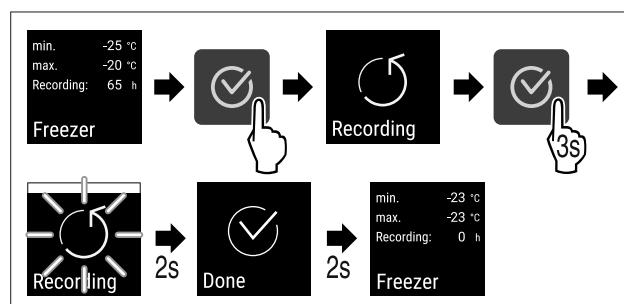 min. -25 °C
max. -20 °C
Recording: 65 h
Freezer
Recording
3s
Recording
2s
Done
2s
min. -23 °C
max. -23 °C
Recording: 0 h
Freezer